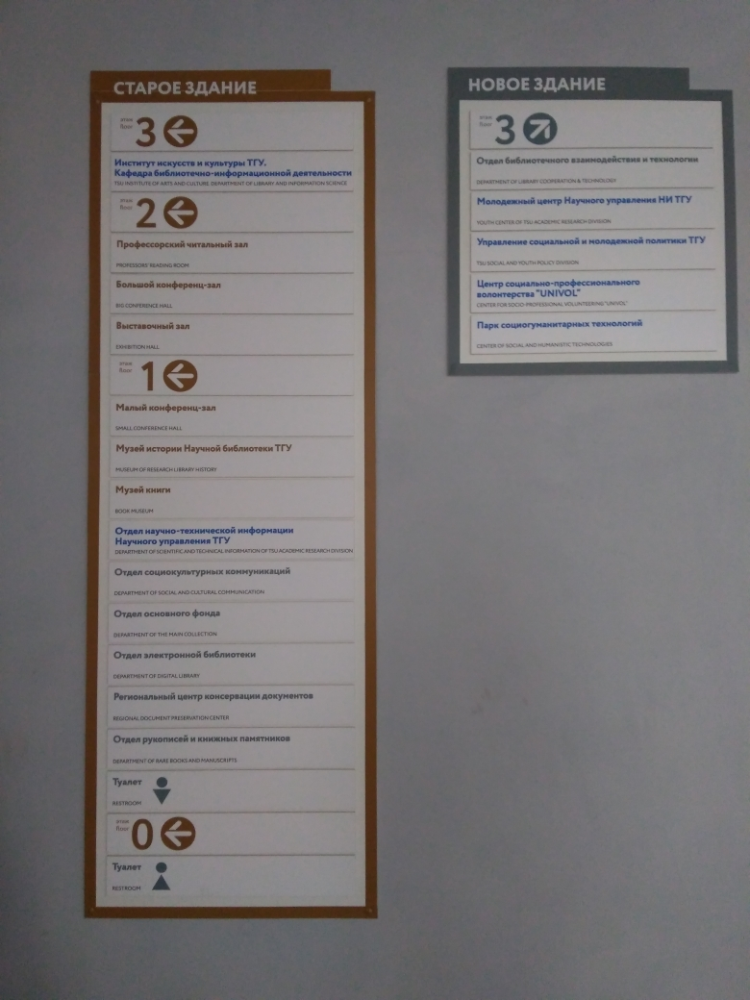 СТАРОЕ ЗДАНИЕ
этаж
floor
3
Институт искусств и культуры ТГУ.
Кафедра библиотечно-информационной деятельности
TSU INSTITUTE OF ARTS AND CULTURE. DEPARTMENT OF LIBRARY AND INFORMATION SCIENCE
этаж
floor
2
Профессорский читальный зал
PROFESSORS' READING ROOM
Большой конференц-зал
BIG CONFERENCE HALL
Выставочный зал
EXHIBITION HALL
этаж
floor
1
Малый конференц-зал
SMALL CONFERENCE HALL
Музей истории Научной библиотеки ТГУ
MUSEUM OF RESEARCH LIBRARY HISTORY
Музей книги
BOOK MUSEUM
Отдел научно-технической информации
Научного управления ТГУ
DEPARTMENT OF SCIENTIFIC AND TECHNICAL INFORMATION OF TSU ACADEMIC RESEARCH DIVISION
Отдел социокультурных коммуникаций
DEPARTMENT OF SOCIAL AND CULTURAL COMMUNICATION
Отдел основного фонда
DEPARTMENT OF THE MAIN COLLECTION
Отдел электронной библиотеки
DEPARTMENT OF DIGITAL LIBRARY
Региональный центр консервации документов
REGIONAL DOCUMENT PRESERVATION CENTER
Отдел рукописей и книжных памятников
DEPARTMENT OF RARE BOOKS AND MANUSCRIPTS
Туалет
RESTROOM
этаж
floor
0
Туалет
RESTROOM
НОВОЕ ЗДАНИЕ
этаж
floor
3
Отдел библиотечного взаимодействия и технологии
DEPARTMENT OF LIBRARY COOPERATION & TECHNOLOGY
Молодежный центр Научного управления НИ ТГУ
YOUTH CENTER OF TSU ACADEMIC RESEARCH DIVISION
Управление социальной и молодежной политики ТГУ
TSU SOCIAL AND YOUTH POLICY DIVISION
Центр социально-профессионального
волонтерства "UNIVOL"
CENTER FOR SOCIO-PROFESSIONAL VOLUNTEERING "UNIVOL"
Парк социогуманитарных технологий
CENTER OF SOCIAL AND HUMANISTIC TECHNOLOGIES